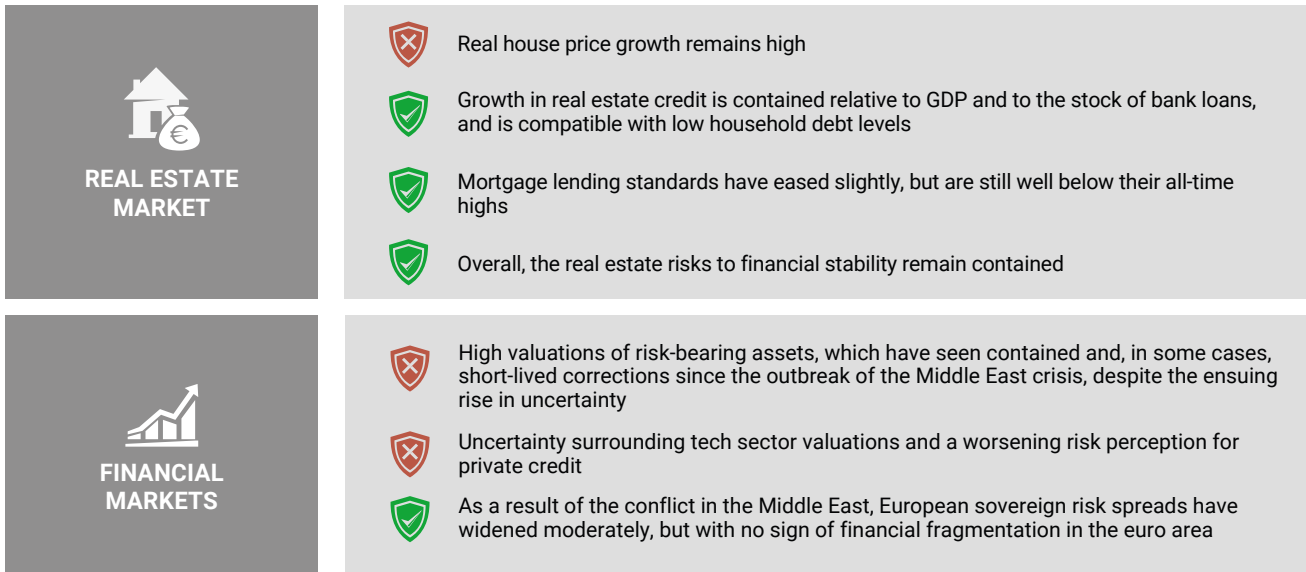 REAL ESTATE
MARKET
Real house price growth remains high
Growth in real estate credit is contained relative to GDP and to the stock of bank loans,
and is compatible with low household debt levels
Mortgage lending standards have eased slightly, but are still well below their all-time
highs
Overall, the real estate risks to financial stability remain contained
FINANCIAL
MARKETS
High valuations of risk-bearing assets, which have seen contained and, in some cases,
short-lived corrections since the outbreak of the Middle East crisis, despite the ensuing
rise in uncertainty
Uncertainty surrounding tech sector valuations and a worsening risk perception for
private credit
As a result of the conflict in the Middle East, European sovereign risk spreads have
widened moderately, but with no sign of financial fragmentation in the euro area